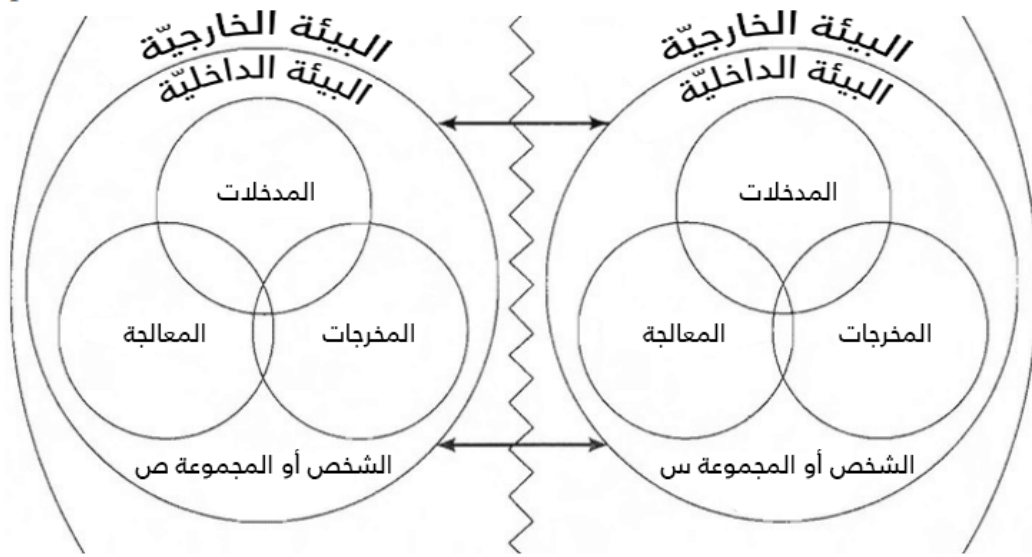 البيئة الخارجيّة
البيئة الداخليّة
المدخلات
المخرجات
المعالجة
الشخص أو المجموعة س
البيئة الخارجيّة
البيئة الداخليّة
المدخلات
المخرجات
المعالجة
الشخص أو المجموعة ص